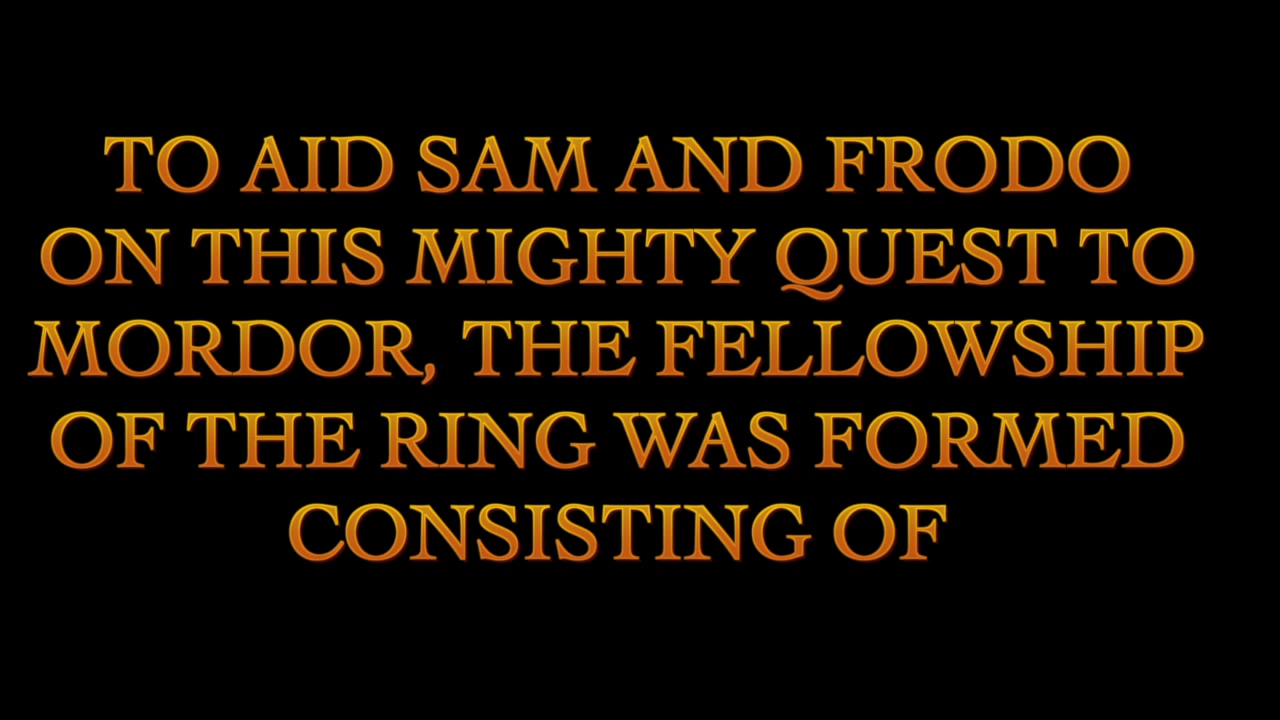 TO AID SAM AND FRODO
ON THIS MIGHTY QUEST TO
MORDOR, THE FELLOWSHIP
OF THE RING WAS FORMED
CONSISTING OF